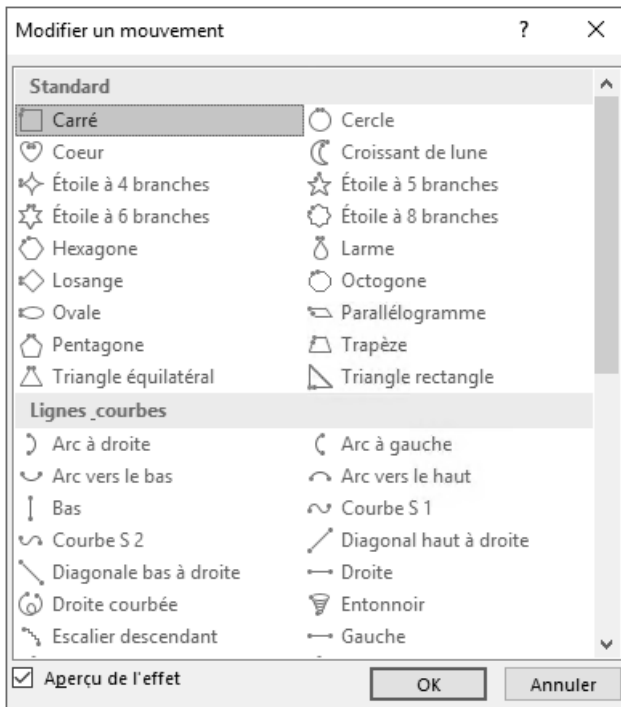 Modifier un mouvement ? ×
Standard
Carré Cercle
Coeur Croissant de lune
Étoile à 4 branches Étoile à 5 branches
Étoile à 6 branches Étoile à 8 branches
Hexagone Larme
Losange Octogone
Ovale Parallélogramme
Pentagone Trapèze
Triangle équilatéral Triangle rectangle
Lignes_courbes
Arc à droite Arc à gauche
Arc vers le bas Arc vers le haut
Bas Courbe S 1
Courbe S 2 Diagonal haut à droite
Diagonale bas à droite Droite
Droite courbée Entonnoir
Escalier descendant Gauche
Aperçu de l'effet OK Annuler